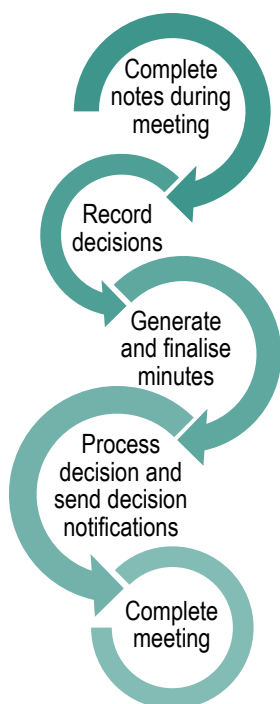 Complete
notes during
meeting
Record
decisions
Generate
and finalise
minutes
Process
decision and
send decision
notifications
Complete
meeting